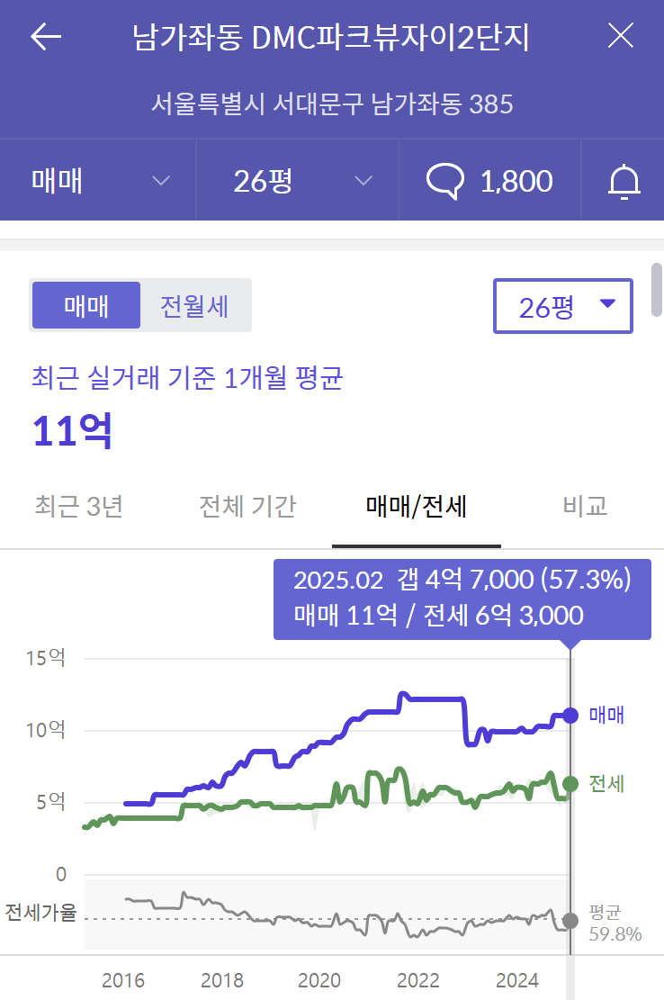 남가좌동 DMC파크뷰자이2단지
서울특별시 서대문구 남가좌동 385
매매 26평 1,800
매매 전월세 26평
최근 실거래 기준 1개월 평균
11억
최근 3년 전체 기간 매매/전세 비교
2025.02 갭 4억 7,000 (57.3%)
매매 11억 / 전세 6억 3,000
15억
매매
10억
전세
5억
0
전세가율
평균
59.8%
2016 2018 2020 2022 2024